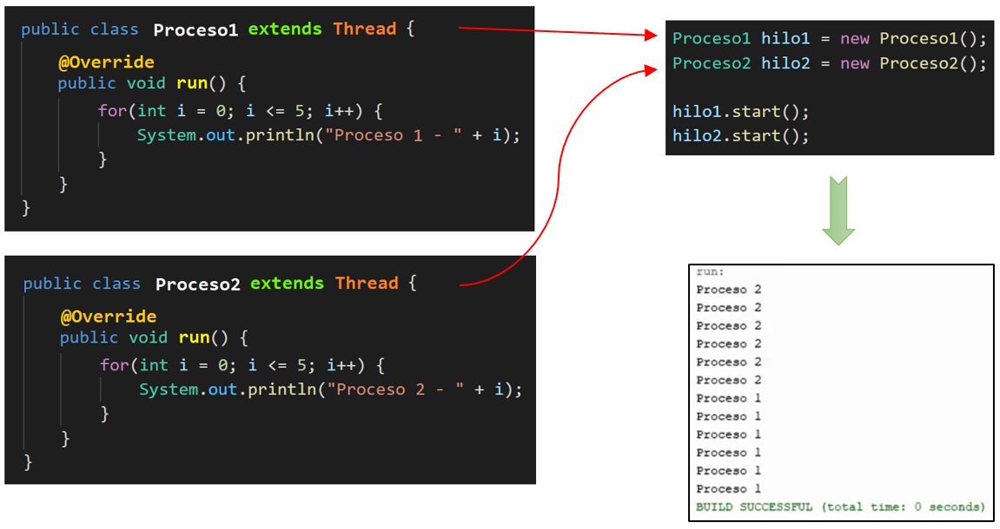 public class Proceso1 extends Thread {
@Override
public void run() {
for(int i = 0; i <= 5; i++) {
System.out.println("Proceso 1 - " + i);
}
}
}
public class Proceso2 extends Thread {
@Override
public void run() {
for(int i = 0; i <= 5; i++) {
System.out.println("Proceso 2 - " + i);
}
}
}
Proceso1 hilo1 = new Proceso1();
Proceso2 hilo2 = new Proceso2();
hilo1.start();
hilo2.start();
run:
Proceso 2
Proceso 2
Proceso 2
Proceso 2
Proceso 2
Proceso 2
Proceso 1
Proceso 1
Proceso 1
Proceso 1
Proceso 1
Proceso 1
BUILD SUCCESSFUL (total time: 0 seconds)